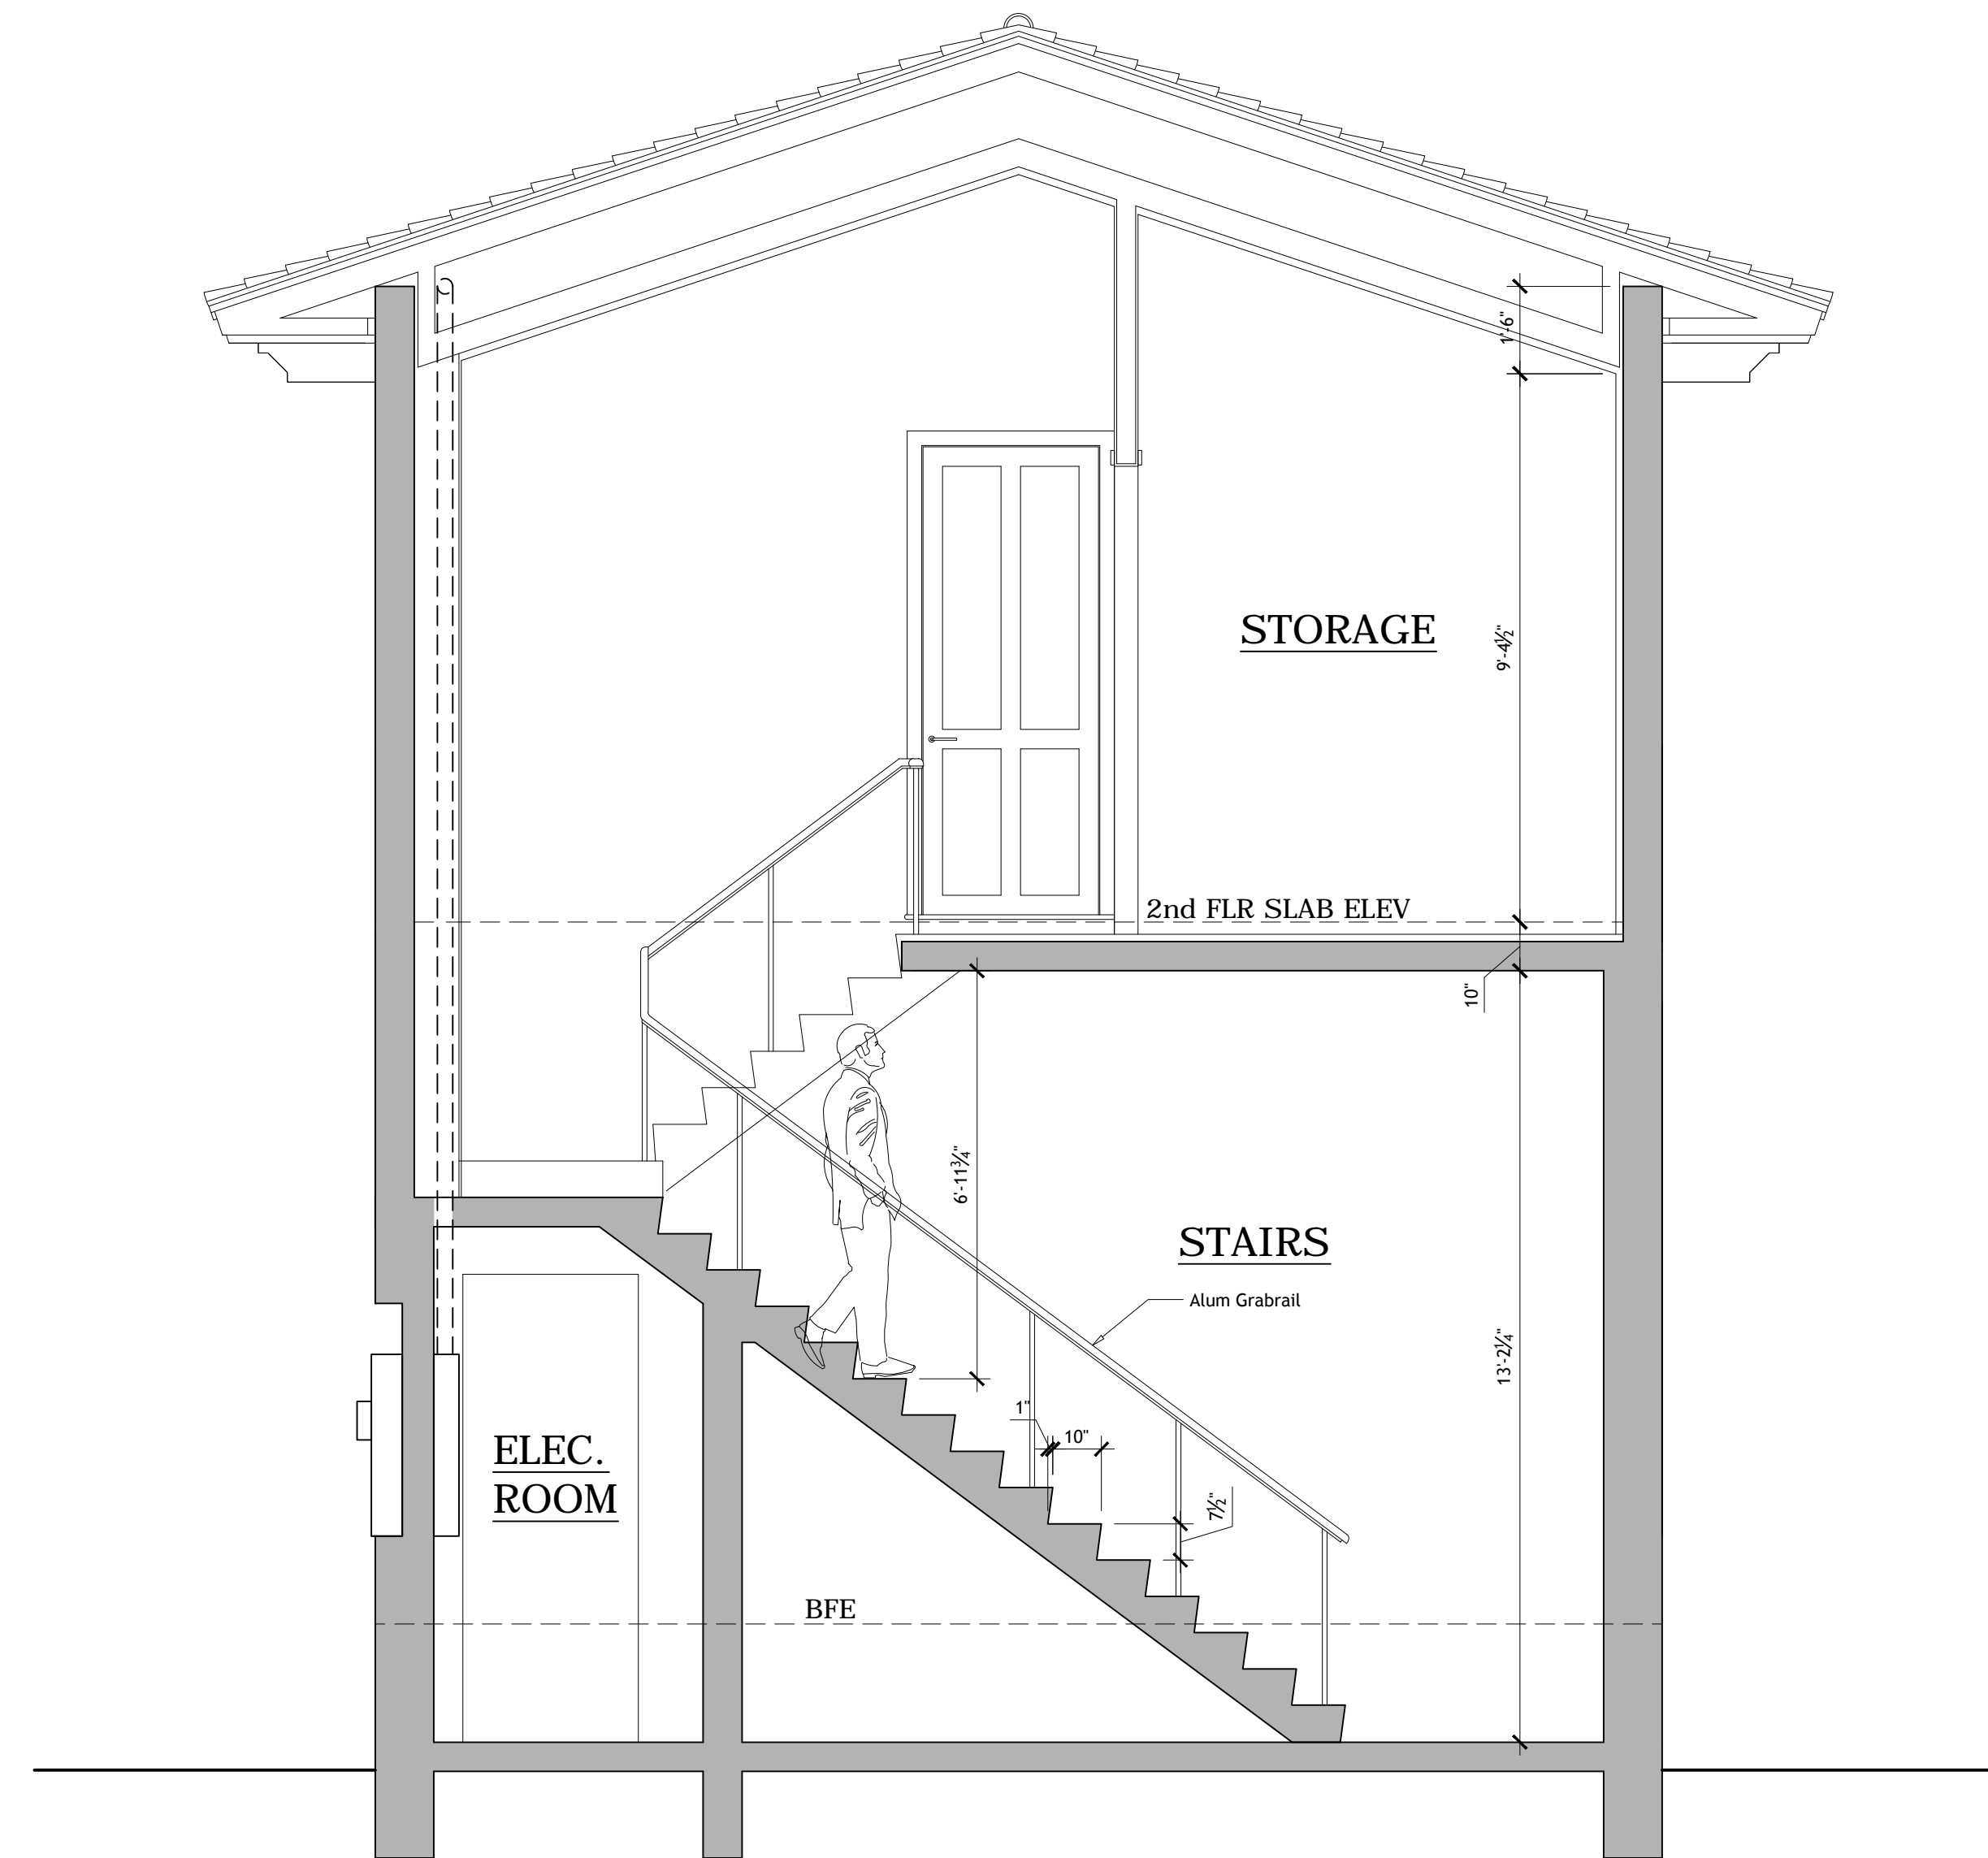 1'-6"
STORAGE
9'-4½"
2nd FLR SLAB ELEV
10"
6'-11¾"
STAIRS
Alum Grabrail
13'-2¼"
1"
10"
7½"
ELEC.
ROOM
BFE